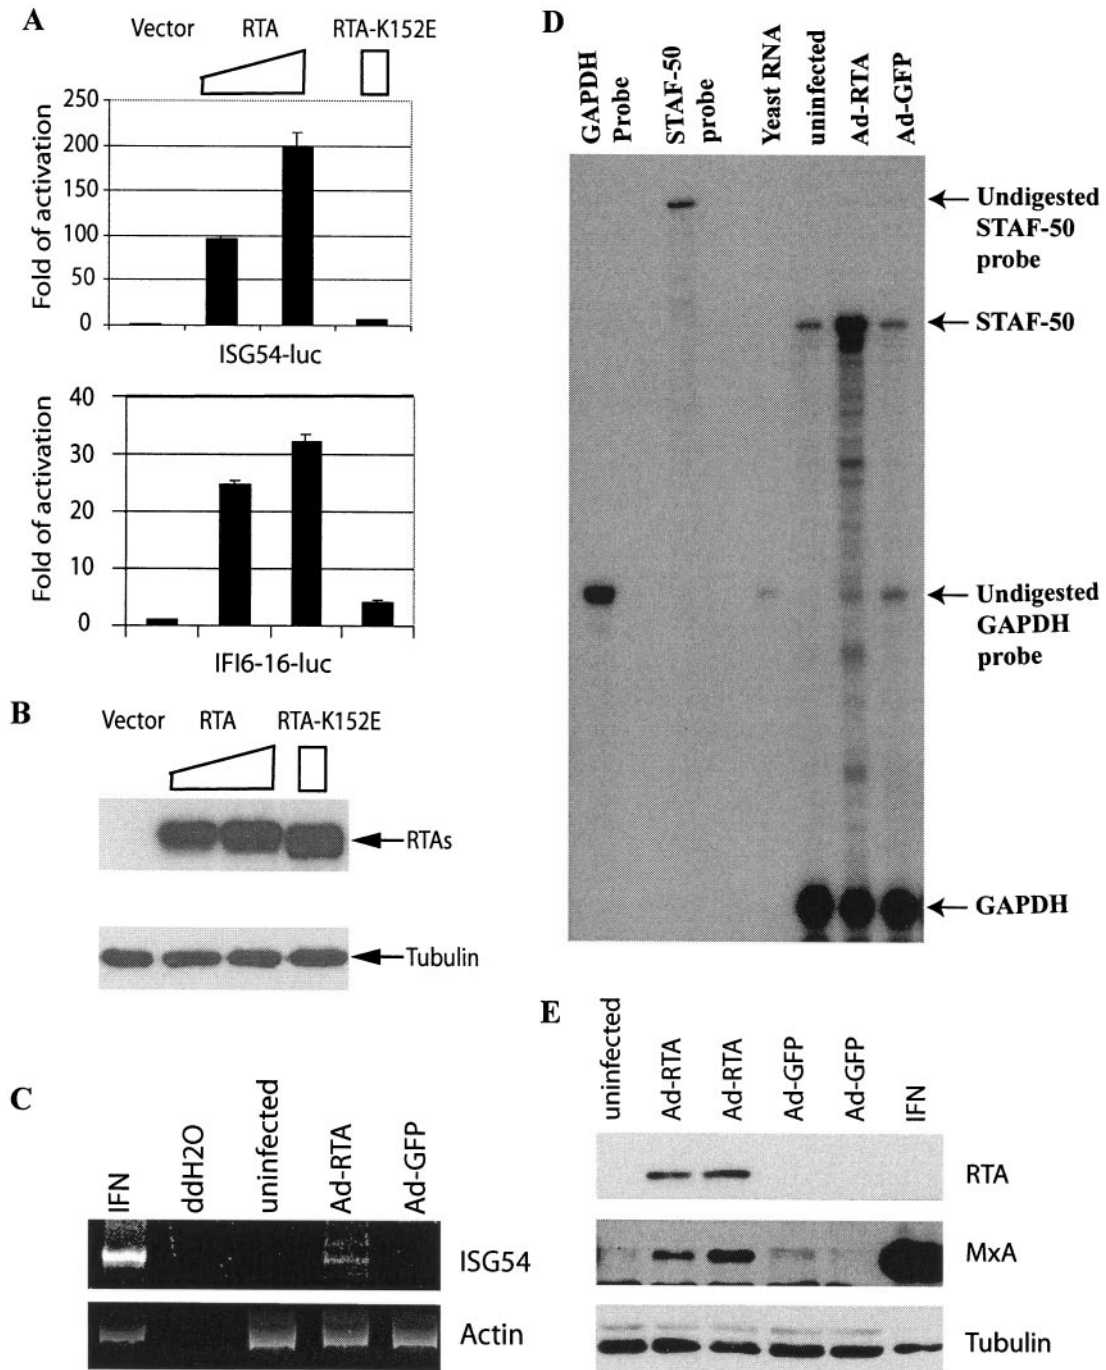 A
Vector RTA RTA-K152E
Fold of activation
250
200
150
100
50
0
ISG54-luc
Fold of activation
40
30
20
10
0
IFI6-16-luc
B
Vector RTA RTA-K152E
RTAs
Tubulin
C
IFN
ddH2O
uninfected
Ad-RTA
Ad-GFP
ISG54
Actin
D
GAPDH
Probe
STAF-50
probe
Yeast RNA
uninfected
Ad-RTA
Ad-GFP
Undigested
STAF-50
probe
STAF-50
Undigested
GAPDH
probe
GAPDH
E
uninfected
Ad-RTA
Ad-RTA
Ad-GFP
Ad-GFP
IFN
RTA
MxA
Tubulin